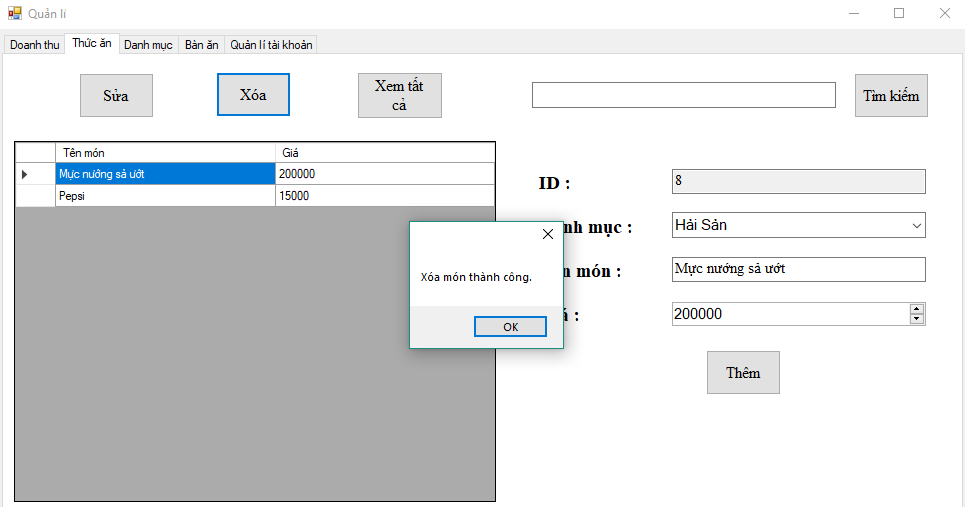 Quản lí
Doanh thu
Thức ăn
Danh mục
Bàn ăn
Quản lí tài khoản
Sửa
Xóa
Xem tất
cả
Tìm kiếm
Tên món
Giá
Mực nướng sả ướt
200000
Pepsi
15000
ID :
8
mục :
Hải Sản
món :
Mực nướng sả ướt
:
200000
Thêm
Xóa món thành công.
OK